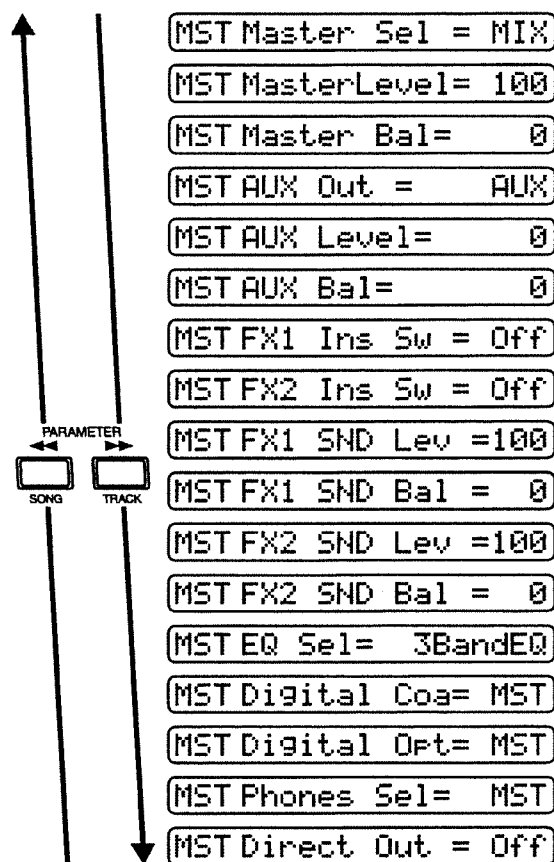 MST Master Sel = MIX
MST MasterLevel= 100
MST Master Bal= 0
MST AUX Out = AUX
MST AUX Level= 0
MST AUX Bal= 0
MST FX1 Ins Sw = Off
MST FX2 Ins Sw = Off
PARAMETER
MST FX1 SND Lev =100
SONG TRACK
MST FX1 SND Bal = 0
MST FX2 SND Lev =100
MST FX2 SND Bal = 0
MST EQ Sel= 3BandEQ
MST Digital Coa= MST
MST Digital Opt= MST
MST Phones Sel= MST
MST Direct Out = Off